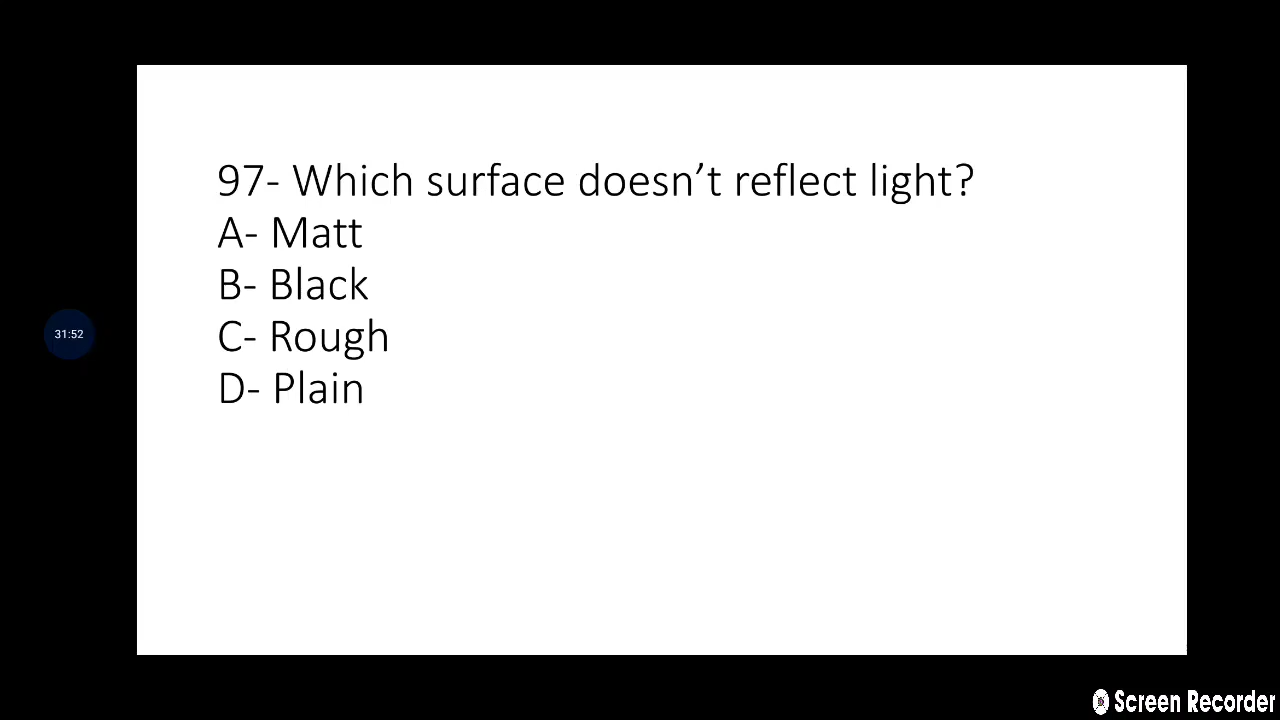 97- Which surface doesn’t reflect light?
A- Matt
B- Black
C- Rough
D- Plain
31:52
Screen Recorder